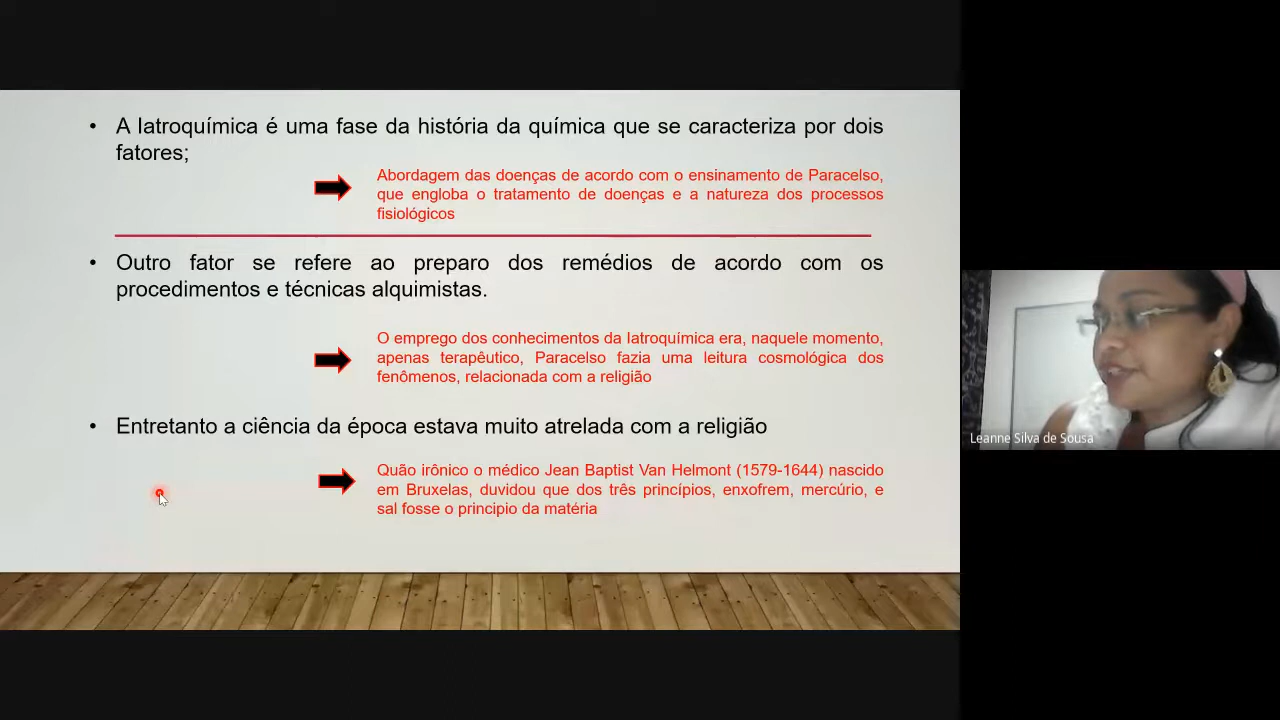 • A Iatroquímica é uma fase da história da química que se caracteriza por dois
fatores;
Abordagem das doenças de acordo com o ensinamento de Paracelso,
que engloba o tratamento de doenças e a natureza dos processos
fisiológicos
• Outro fator se refere ao preparo dos remédios de acordo com os
procedimentos e técnicas alquimistas.
O emprego dos conhecimentos da Iatroquímica era, naquele momento,
apenas terapêutico, Paracelso fazia uma leitura cosmológica dos
fenômenos, relacionada com a religião
• Entretanto a ciência da época estava muito atrelada com a religião
Quão irônico o médico Jean Baptist Van Helmont (1579-1644) nascido
em Bruxelas, duvidou que dos três princípios, enxofrem, mercúrio, e
sal fosse o principio da matéria
Leanne Silva de Sousa